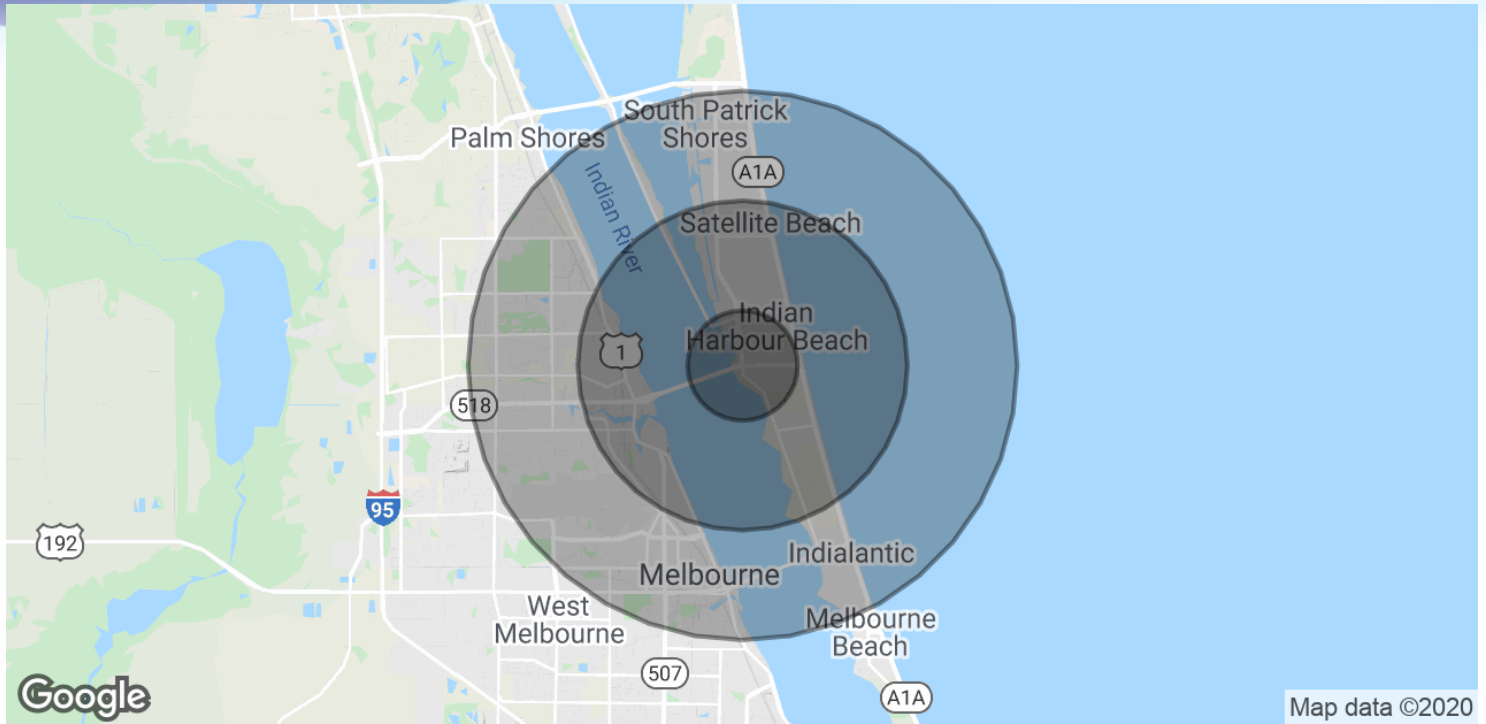 South Patrick
Shores
Palm Shores
A1A
Indian River
Satellite Beach
Indian
Harbour Beach
1
518
95
192
Indialantic
Melbourne
West
Melbourne
Melbourne
Beach
507
A1A
Google
Map data ©2020